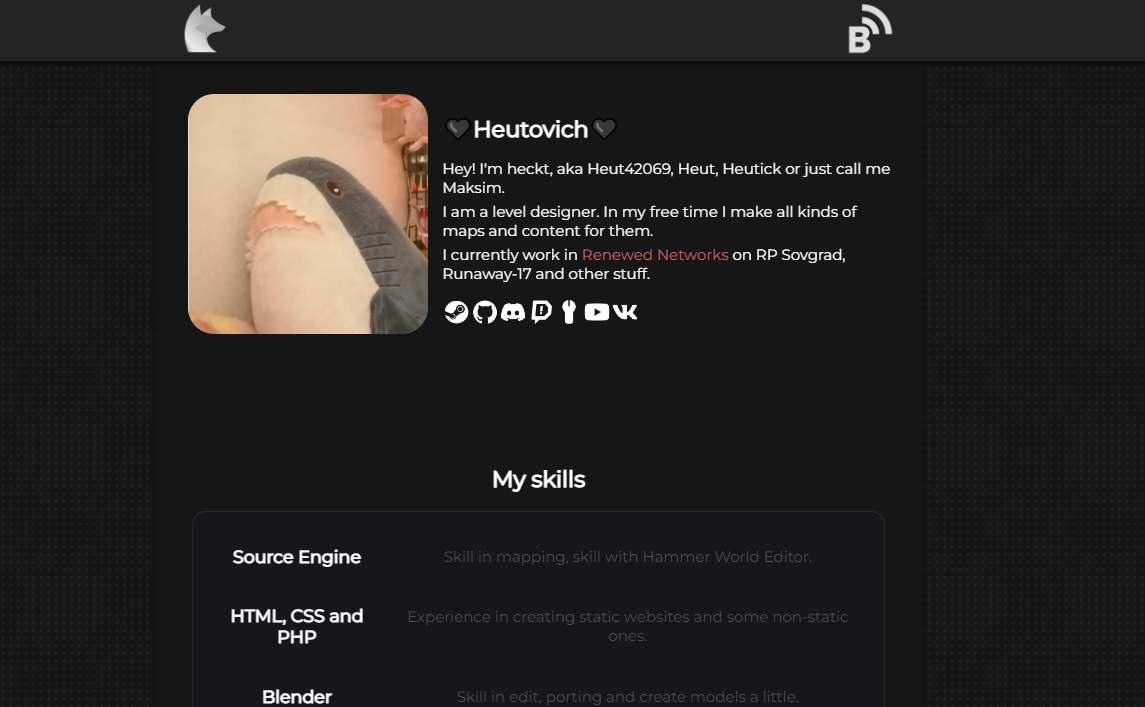 B
Heutovich
Hey! I'm heckt, aka Heut42069, Heut, Heutick or just call me
Maksim.
I am a level designer. In my free time I make all kinds of
maps and content for them.
I currently work in Renewed Networks on RP Sovgrad,
Runaway-17 and other stuff.
My skills
Source Engine
Skill in mapping, skill with Hammer World Editor.
HTML, CSS and
PHP
Experience in creating static websites and some non-static
ones.
Blender
Skill in edit, porting and create models a little.